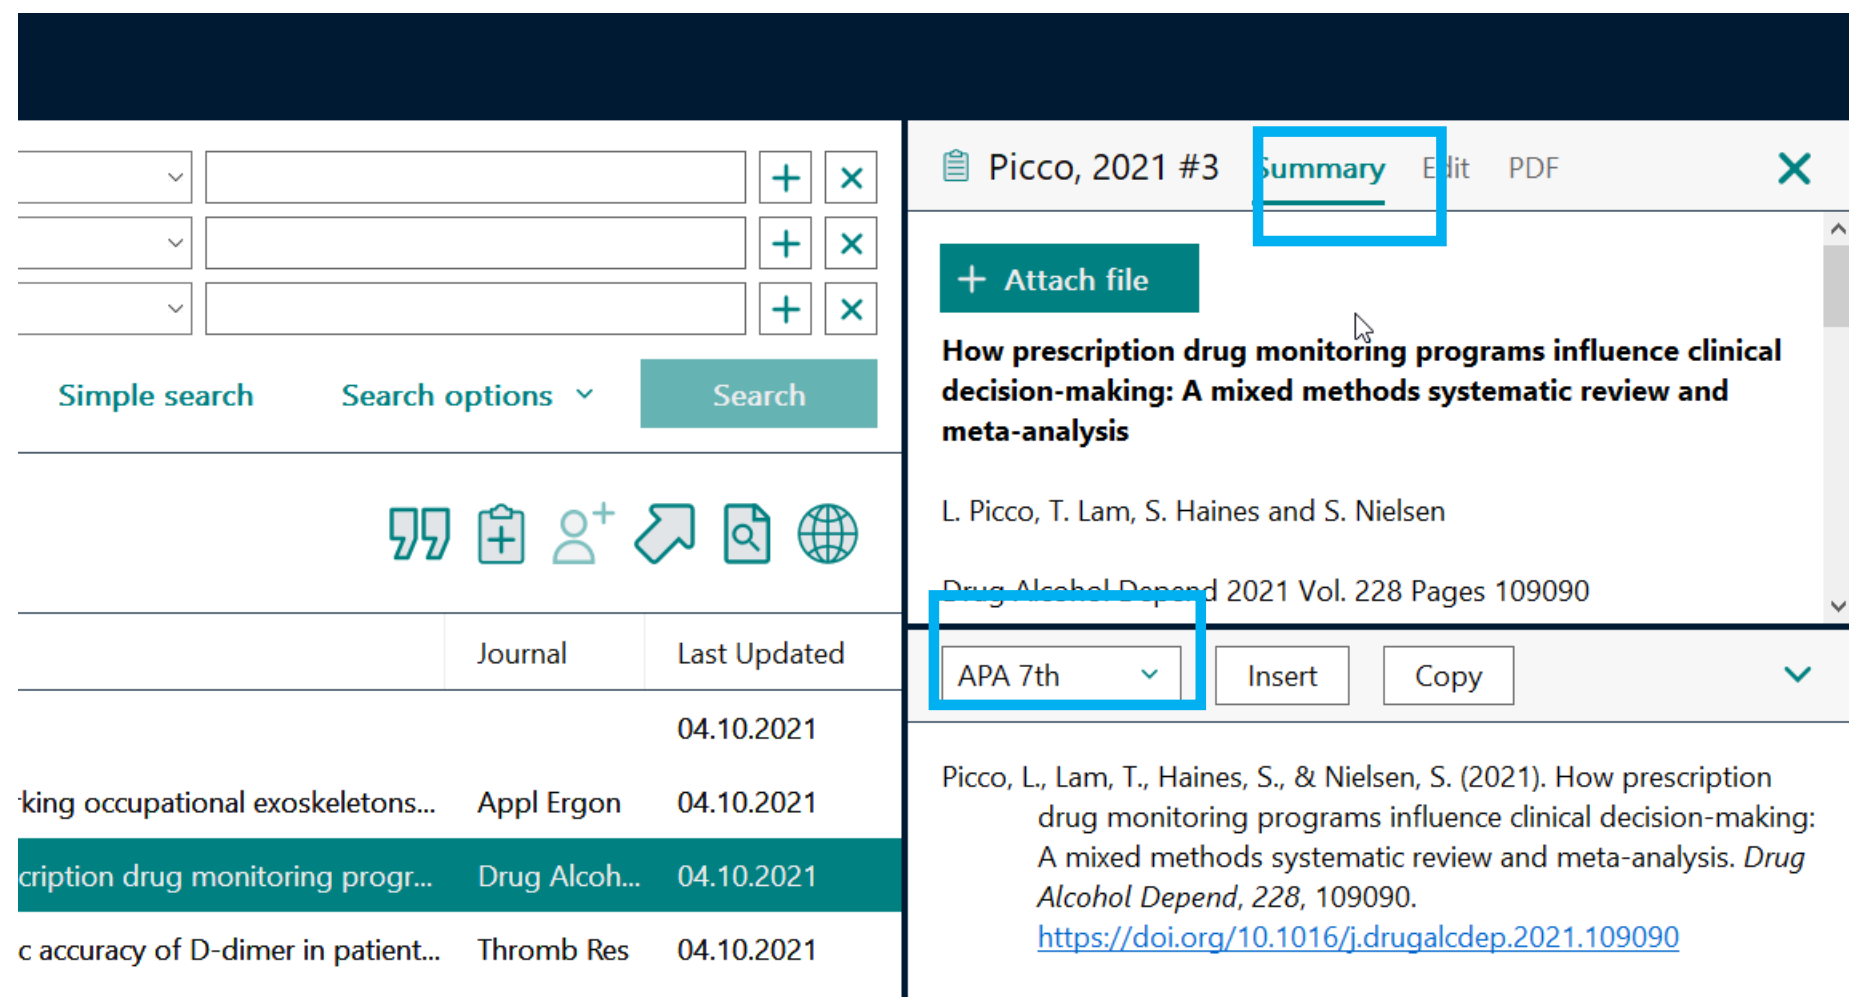 Simple search
Search options
Search
Journal
Last Updated
04.10.2021
king occupational exoskeletons... Appl Ergon 04.10.2021
cription drug monitoring progr... Drug Alcoh... 04.10.2021
c accuracy of D-dimer in patient... Thromb Res 04.10.2021
Picco, 2021 #3
Summary
Edit
PDF
+ Attach file
How prescription drug monitoring programs influence clinical
decision-making: A mixed methods systematic review and
meta-analysis
L. Picco, T. Lam, S. Haines and S. Nielsen
Drug Alcohol Depend 2021 Vol. 228 Pages 109090
APA 7th
Insert
Copy
Picco, L., Lam, T., Haines, S., & Nielsen, S. (2021). How prescription
drug monitoring programs influence clinical decision-making:
A mixed methods systematic review and meta-analysis. Drug
Alcohol Depend, 228, 109090.
https://doi.org/10.1016/j.drugalcdep.2021.109090